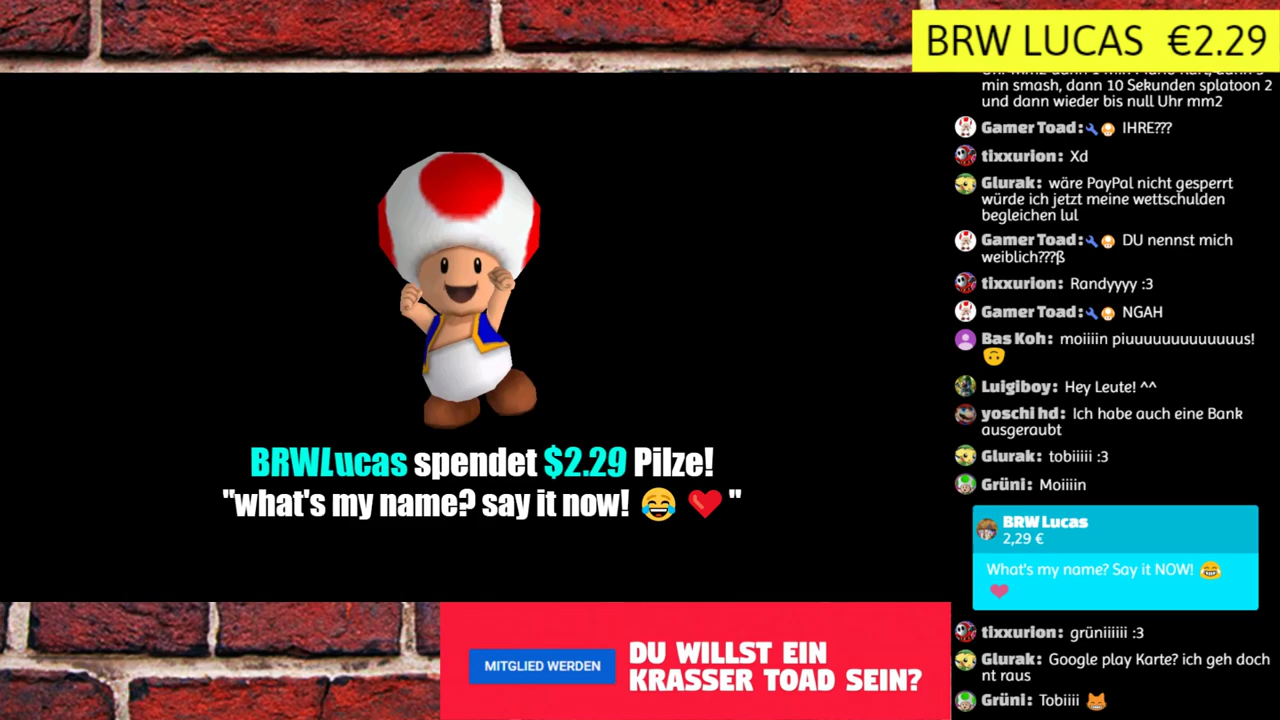 BRW LUCAS €2.29
min smash, dann 10 Sekunden splatoon 2
und dann wieder bis null Uhr mm2
Gamer Toad: IHRE???
tixxurion: Xd
Glurak: wäre PayPal nicht gesperrt
würde ich jetzt meine wettschulden
begleichen lul
Gamer Toad: DU nennst mich
weiblich???ß
tixxurion: Randyyyy :3
Gamer Toad: NGAH
Bas Koh: moiiiin piuuuuuuuuuuuus!
🙃
Luigiboy: Hey Leute! ^^
yoschi hd: Ich habe auch eine Bank
ausgeraubt
Glurak: tobiiiii :3
Grüni: Moiiiin
BRW Lucas
2,29 €
What's my name? Say it NOW! 😂
❤
tixxurion: grüniiiiii :3
Glurak: Google play Karte? ich geh doch
nt raus
Grüni: Tobiiii 😸
BRWLucas spendet $2.29 Pilze!
"what's my name? say it now! 😂 ❤ "
MITGLIED WERDEN
DU WILLST EIN
KRASSER TOAD SEIN?